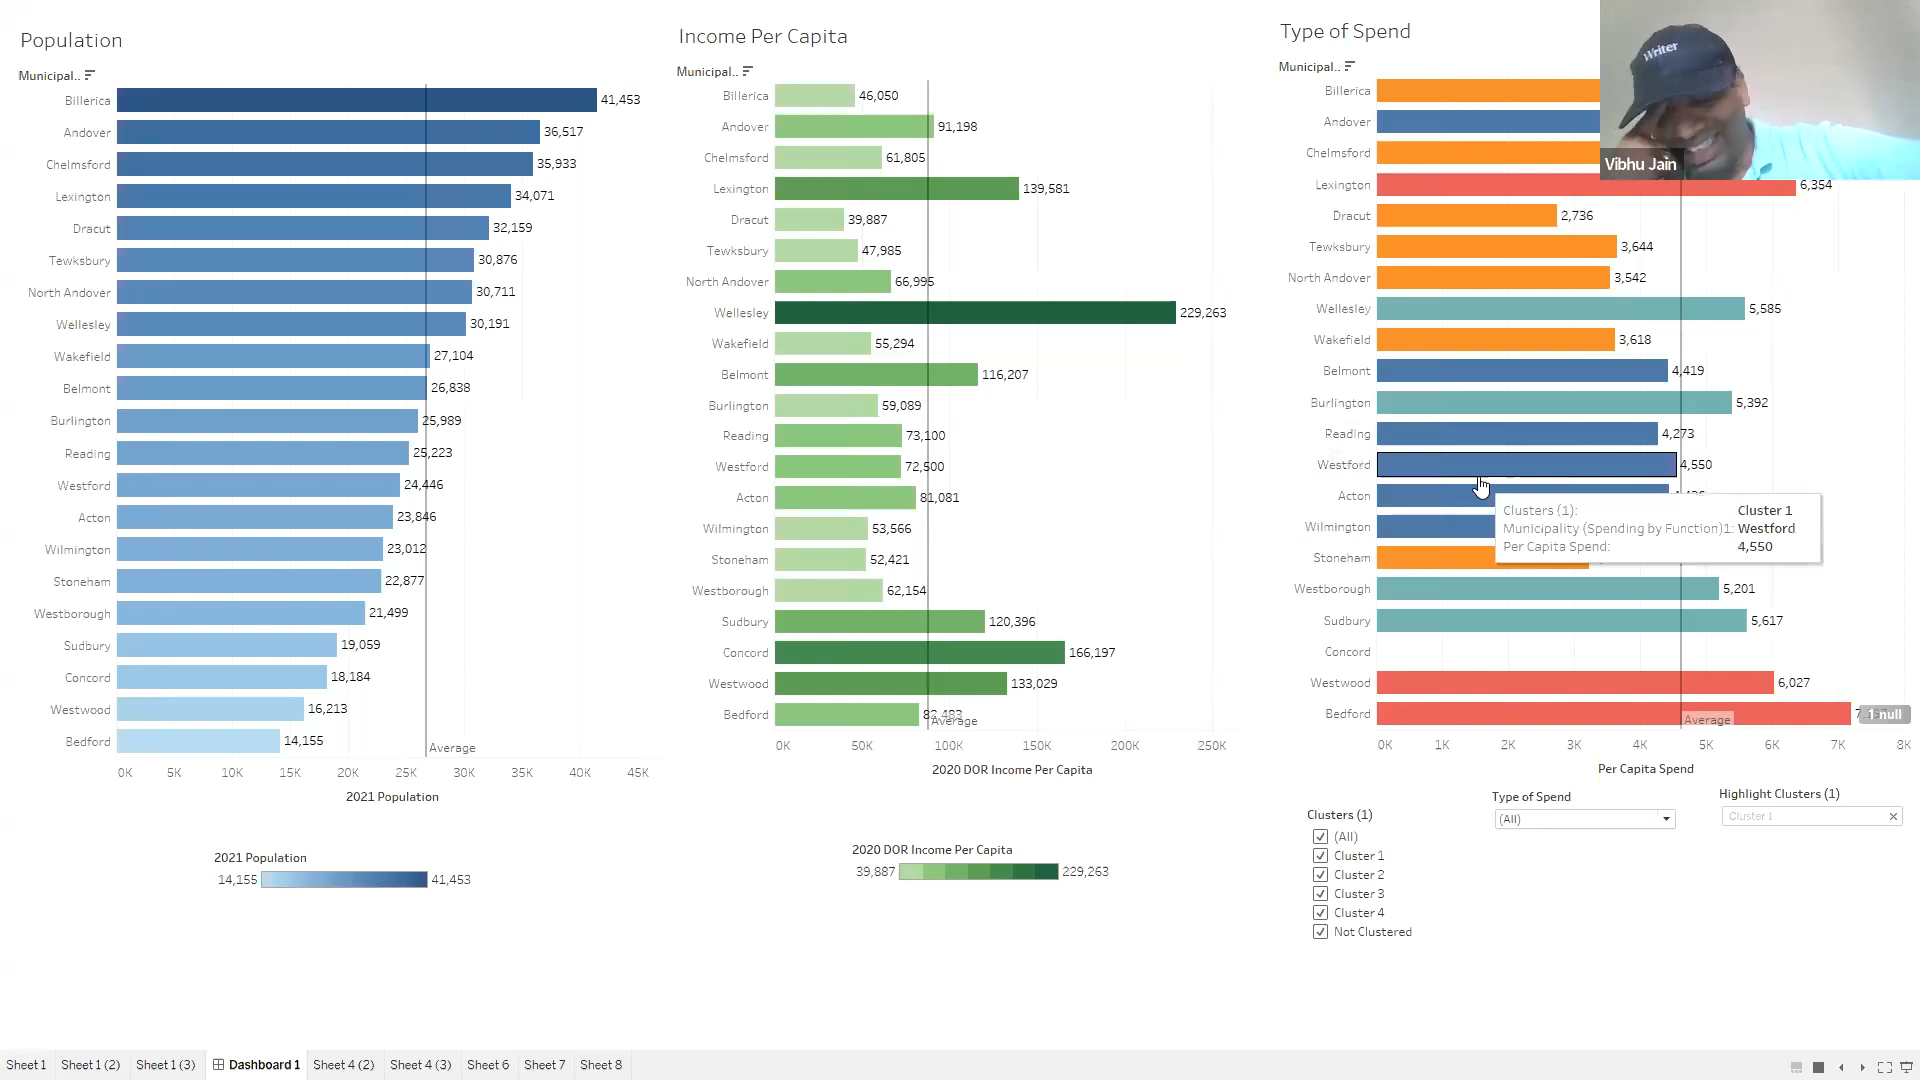 Population
Municipal..
Billerica 41,453
Andover 36,517
Chelmsford 35,933
Lexington 34,071
Dracut 32,159
Tewksbury 30,876
North Andover 30,711
Wellesley 30,191
Wakefield 27,104
Belmont 26,838
Burlington 25,989
Reading 25,223
Westford 24,446
Acton 23,846
Wilmington 23,012
Stoneham 22,877
Westborough 21,499
Sudbury 19,059
Concord 18,184
Westwood 16,213
Bedford 14,155
Average
0K 5K 10K 15K 20K 25K 30K 35K 40K 45K
2021 Population
2021 Population
14,155 41,453
Income Per Capita
Municipal..
Billerica 46,050
Andover 91,198
Chelmsford 61,805
Lexington 139,581
Dracut 39,887
Tewksbury 47,985
North Andover 66,995
Wellesley 229,263
Wakefield 55,294
Belmont 116,207
Burlington 59,089
Reading 73,100
Westford 72,500
Acton 81,081
Wilmington 53,566
Stoneham 52,421
Westborough 62,154
Sudbury 120,396
Concord 166,197
Westwood 133,029
Bedford 82,483
Average
0K 50K 100K 150K 200K 250K
2020 DOR Income Per Capita
2020 DOR Income Per Capita
39,887 229,263
Type of Spend
Municipal..
Billerica
Andover
Chelmsford
Lexington 6,354
Dracut 2,736
Tewksbury 3,644
North Andover 3,542
Wellesley 5,585
Wakefield 3,618
Belmont 4,419
Burlington 5,392
Reading 4,273
Westford 4,550
Acton
Wilmington
Stoneham
Westborough 5,201
Sudbury 5,617
Concord
Westwood 6,027
Bedford
1 null
Average
0K 1K 2K 3K 4K 5K 6K 7K 8K
Per Capita Spend
Clusters (1): Cluster 1
Municipality (Spending by Function)1: Westford
Per Capita Spend: 4,550
Clusters (1)
(All)
Cluster 1
Cluster 2
Cluster 3
Cluster 4
Not Clustered
Type of Spend
(All)
Highlight Clusters (1)
Cluster 1
Writer
Vibhu Jain
Sheet 1 Sheet 1 (2) Sheet 1 (3) Dashboard 1 Sheet 4 (2) Sheet 4 (3) Sheet 6 Sheet 7 Sheet 8